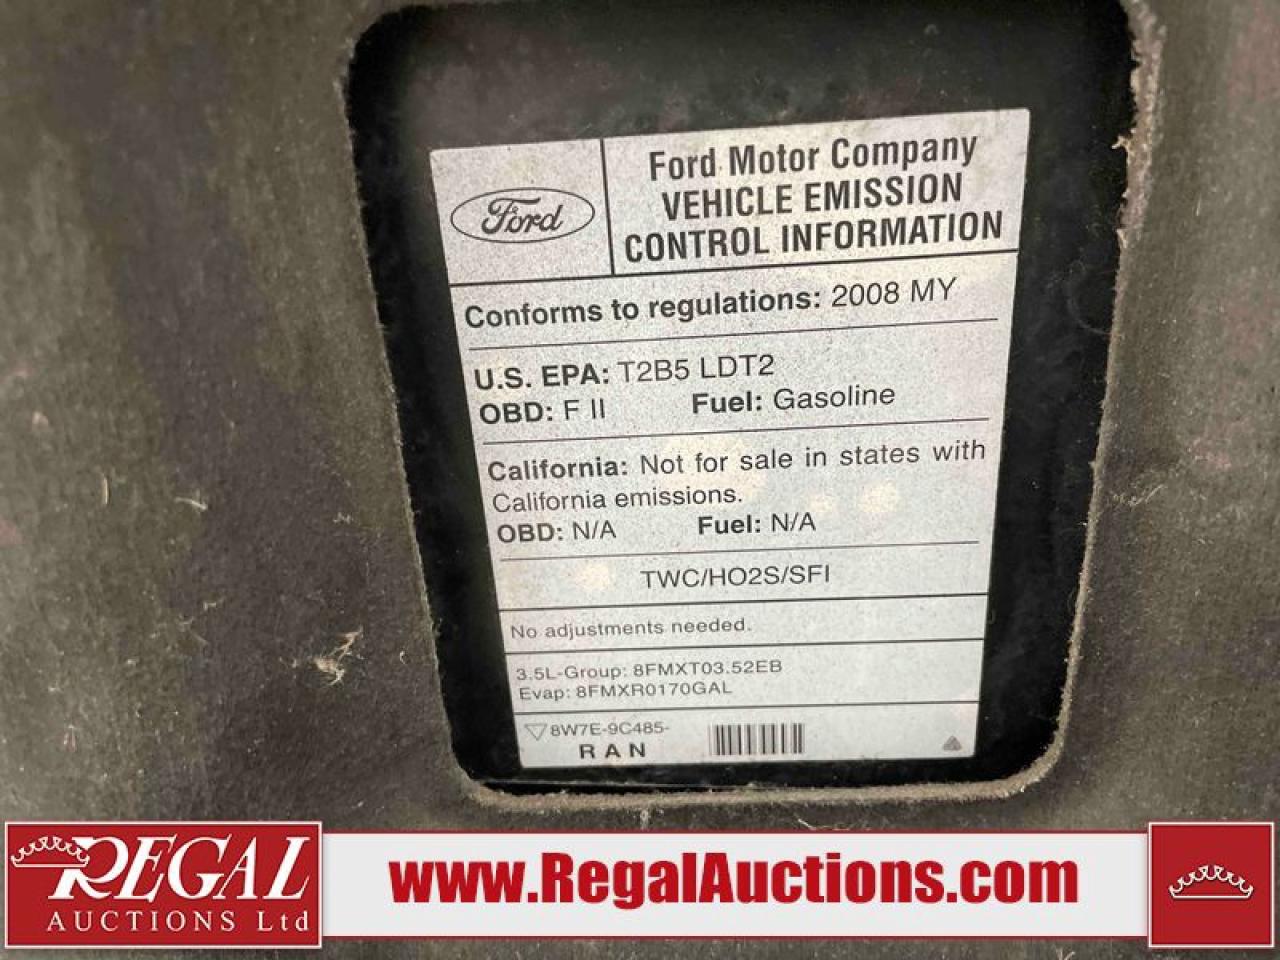 Ford
Ford Motor Company
VEHICLE EMISSION
CONTROL INFORMATION
Conforms to regulations: 2008 MY
U.S. EPA: T2B5 LDT2
OBD: F II Fuel: Gasoline
California: Not for sale in states with
California emissions.
OBD: N/A Fuel: N/A
TWC/HO2S/SFI
No adjustments needed.
3.5L-Group: 8FMXT03.52EB
Evap: 8FMXR0170GAL
8W7E-9C485-
RAN
REGAL
AUCTIONS Ltd
www.RegalAuctions.com